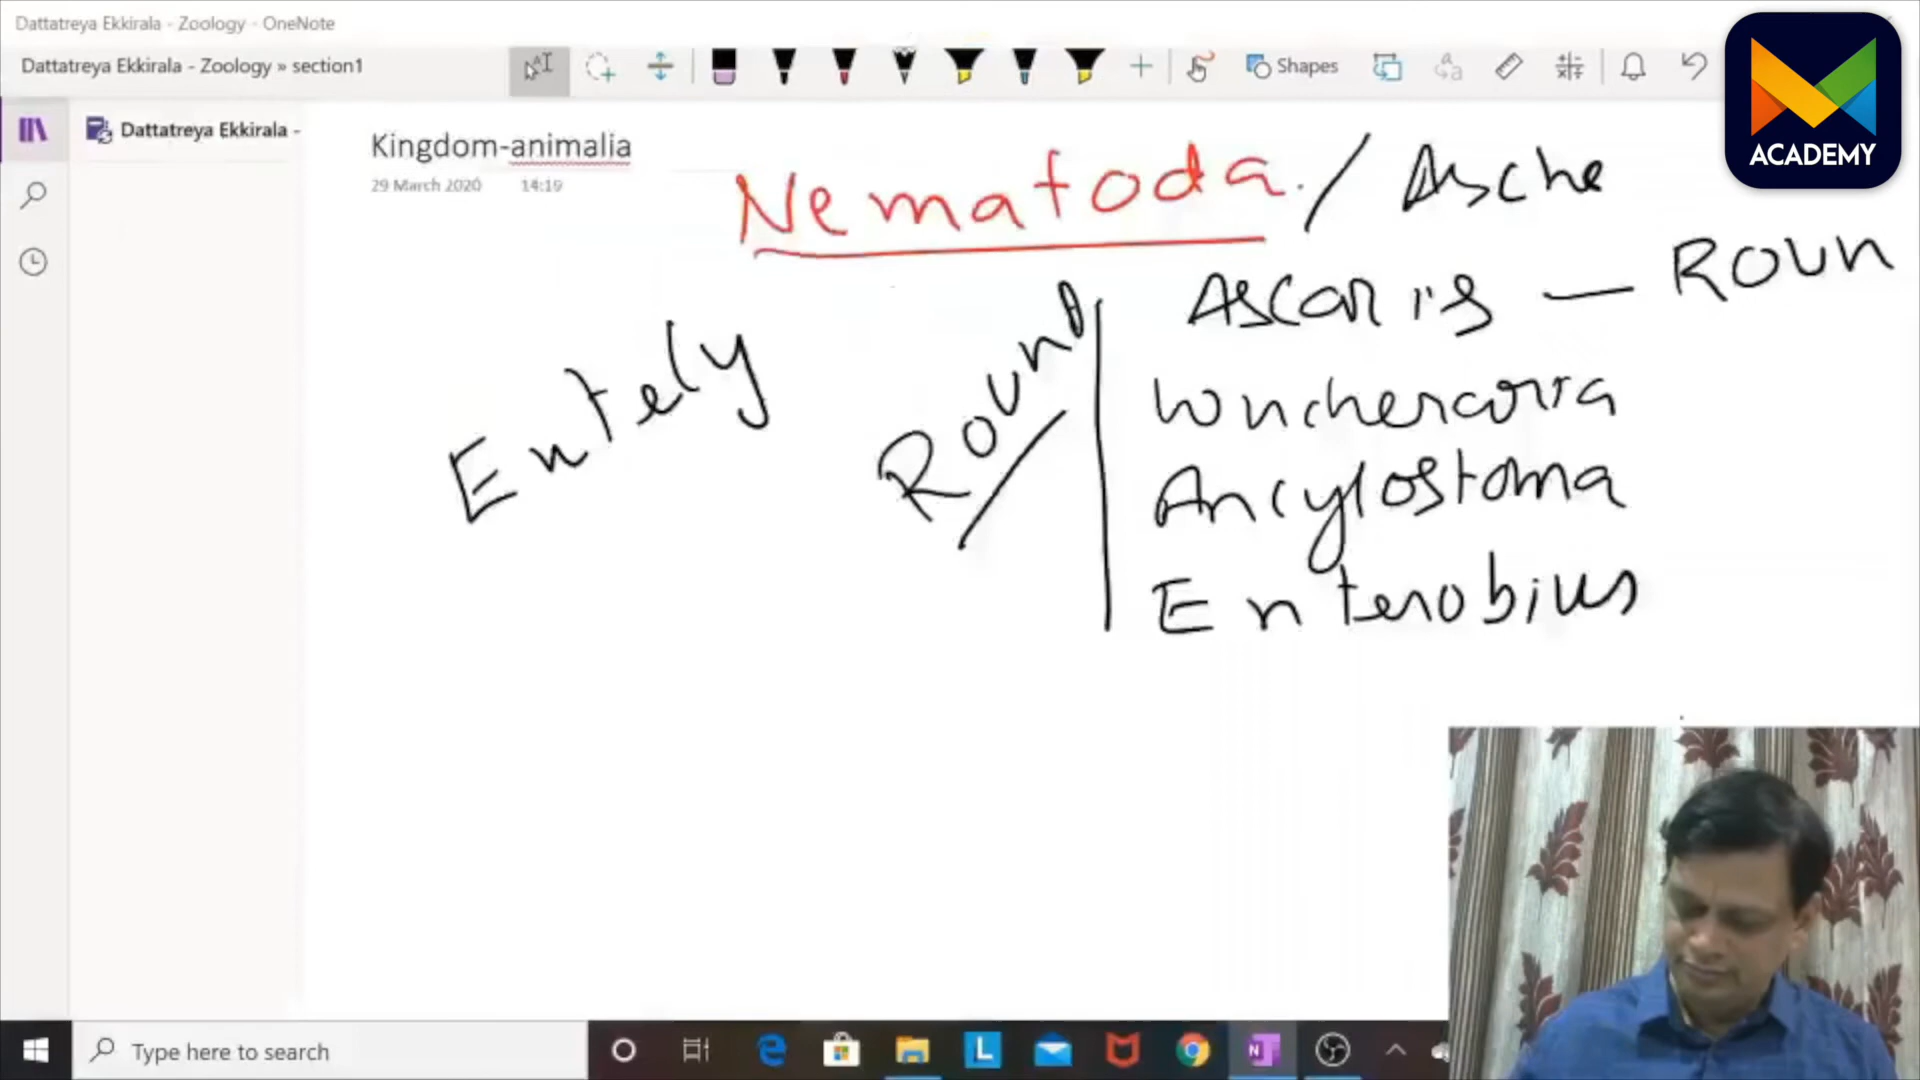 Dattatreya Ekkirala - Zoology - OneNote
Dattatreya Ekkirala - Zoology » section1
Shapes
ACADEMY
Dattatreya Ekkirala -
Kingdom-animalia
29 March 2020 14:19
Nematoda. / Asche
Ascaris — Roun
Entely
Round
Wuchercoria
Ancylostoma
Enterobius
Type here to search